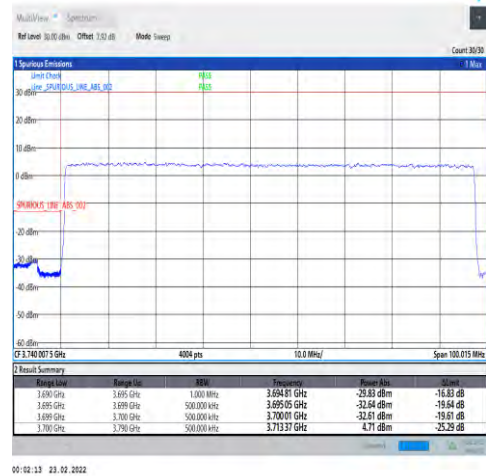 MultiView Spectrum
Ref Level 30.00 dBm Offset 7.92 dB Mode Sweep
Count 30/30
1 Spurious Emissions 1 Max
Limit Check PASS
Line _SPURIOUS_LINE_ABS_002 PASS
30 dBm
20 dBm
10 dBm
0 dBm
SPURIOUS_LINE_ABS_002
-20 dBm
-30 dBm
-40 dBm
-50 dBm
-60 dBm
CF 3.740 007 5 GHz 4004 pts 10.0 MHz/ Span 100.015 MHz
2 Result Summary
Range Low Range Up RBW Frequency Power Abs ΔLimit
3.690 GHz 3.695 GHz 1.000 MHz 3.694 81 GHz -29.83 dBm -16.83 dB
3.695 GHz 3.699 GHz 500.000 kHz 3.695 05 GHz -32.64 dBm -19.64 dB
3.699 GHz 3.700 GHz 500.000 kHz 3.700 01 GHz -32.61 dBm -19.61 dB
3.700 GHz 3.790 GHz 500.000 kHz 3.713 37 GHz 4.71 dBm -25.29 dB
00:02:13 23.02.2022